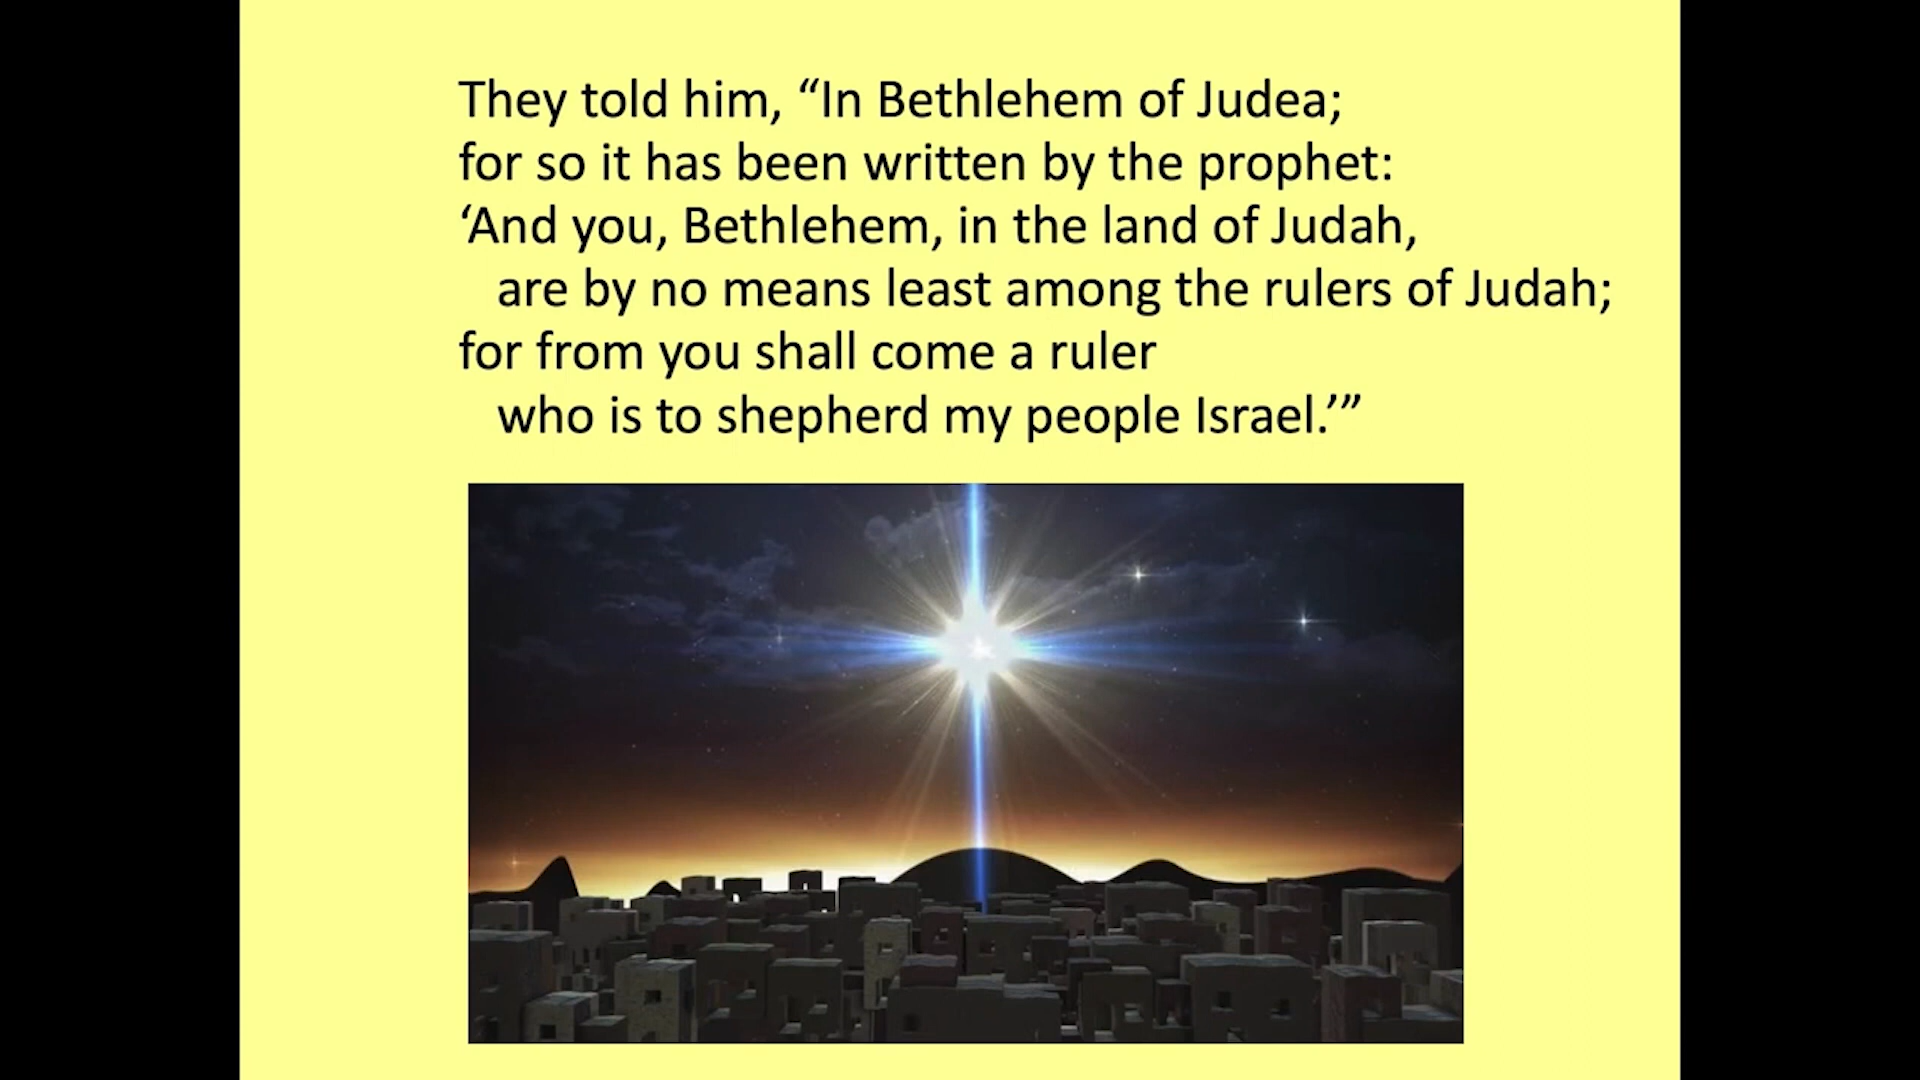 They told him, “In Bethlehem of Judea;
for so it has been written by the prophet:
‘And you, Bethlehem, in the land of Judah,
are by no means least among the rulers of Judah;
for from you shall come a ruler
who is to shepherd my people Israel.’”